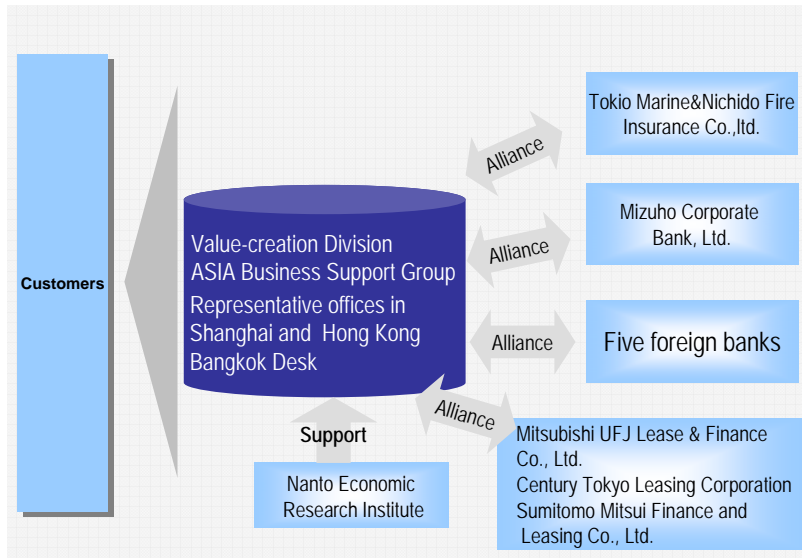 Customers
Value-creation Division
ASIA Business Support Group
Representative offices in
Shanghai and Hong Kong
Bangkok Desk
Alliance
Tokio Marine&Nichido Fire
Insurance Co.,ltd.
Alliance
Mizuho Corporate
Bank, Ltd.
Alliance
Five foreign banks
Alliance
Mitsubishi UFJ Lease & Finance
Co., Ltd.
Century Tokyo Leasing Corporation
Sumitomo Mitsui Finance and
Leasing Co., Ltd.
Support
Nanto Economic
Research Institute